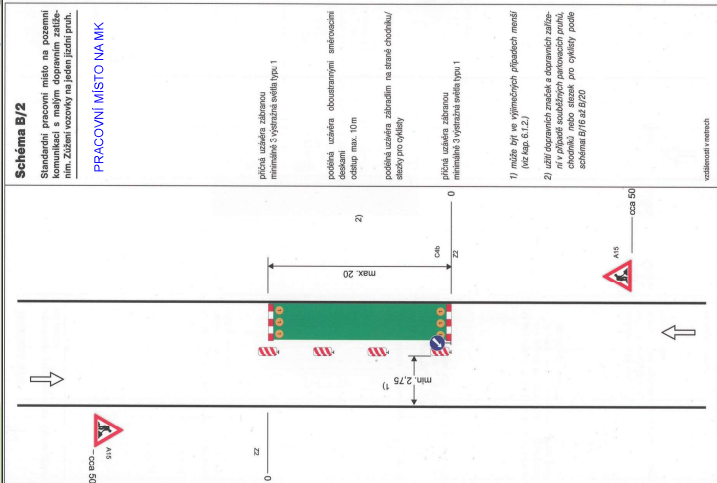 Schéma B/2
Standardní pracovní místo na pozemní
komunikaci s malým dopravním zatíže-
ním. Zúžení vozovky na jeden jízdní pruh.
PRACOVNÍ MÍSTO NA MK
příčná uzávěra zábranou
minimálně 3 výstražná světla typu 1
podélná uzávěra oboustrannými směrovacími
deskami
odstup max. 10m
podélná uzávěra zábradlím na straně chodníku/
stezky pro cyklisty
příčná uzávěra zábranou
minimálně 3 výstražná světla typu 1
1) může být ve výjimečných případech menší
(viz kap. 6.1.2.)
2) užití dopravních značek a dopravních zaříze-
ní v případě souběžných parkovacích pruhů,
chodníků nebo stezek pro cyklisty podle
schémat B/16 až B/20
vzdálenosti v metrech
2)
max. 20
C4b
Z2
0
A15
cca 50
min. 2,75 1)
A15
cca 50
Z2
0